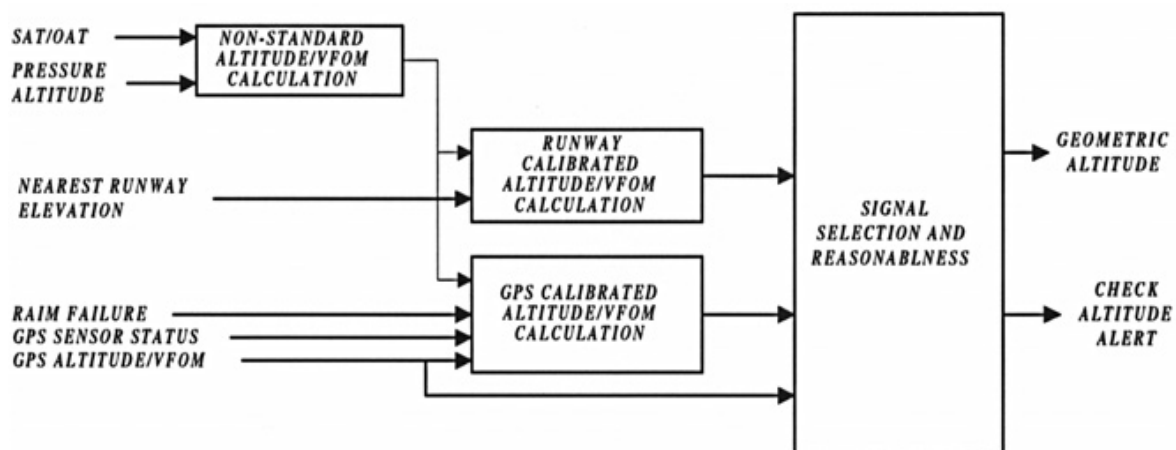 SAT/OAT
PRESSURE
ALTITUDE
NON-STANDARD
ALTITUDE/VFOM
CALCULATION
NEAREST RUNWAY
ELEVATION
RUNWAY
CALIBRATED
ALTITUDE/VFOM
CALCULATION
RAIM FAILURE
GPS SENSOR STATUS
GPS ALTITUDE/VFOM
GPS CALIBRATED
ALTITUDE/VFOM
CALCULATION
SIGNAL
SELECTION AND
REASONABLNESS
GEOMETRIC
ALTITUDE
CHECK
ALTITUDE
ALERT